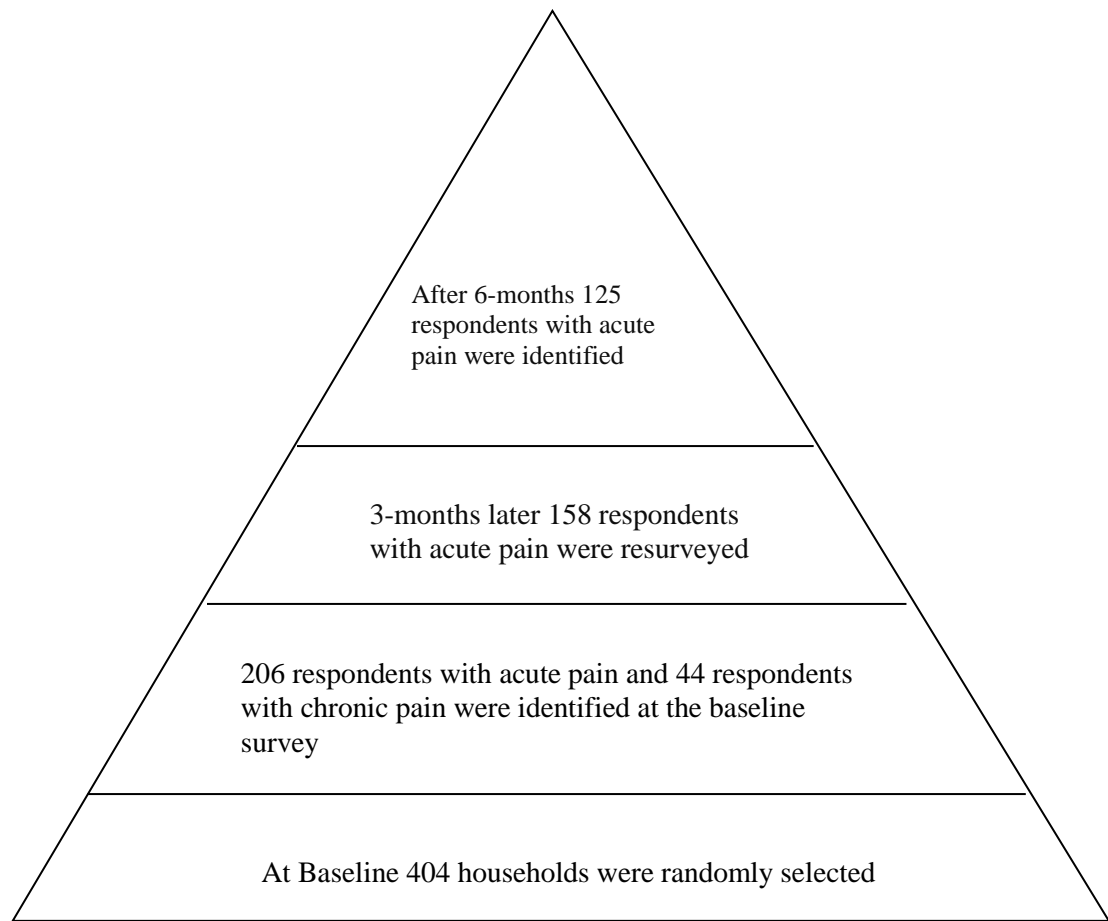 After 6-months 125
respondents with acute
pain were identified
3-months later 158 respondents
with acute pain were resurveyed
206 respondents with acute pain and 44 respondents
with chronic pain were identified at the baseline
survey
At Baseline 404 households were randomly selected